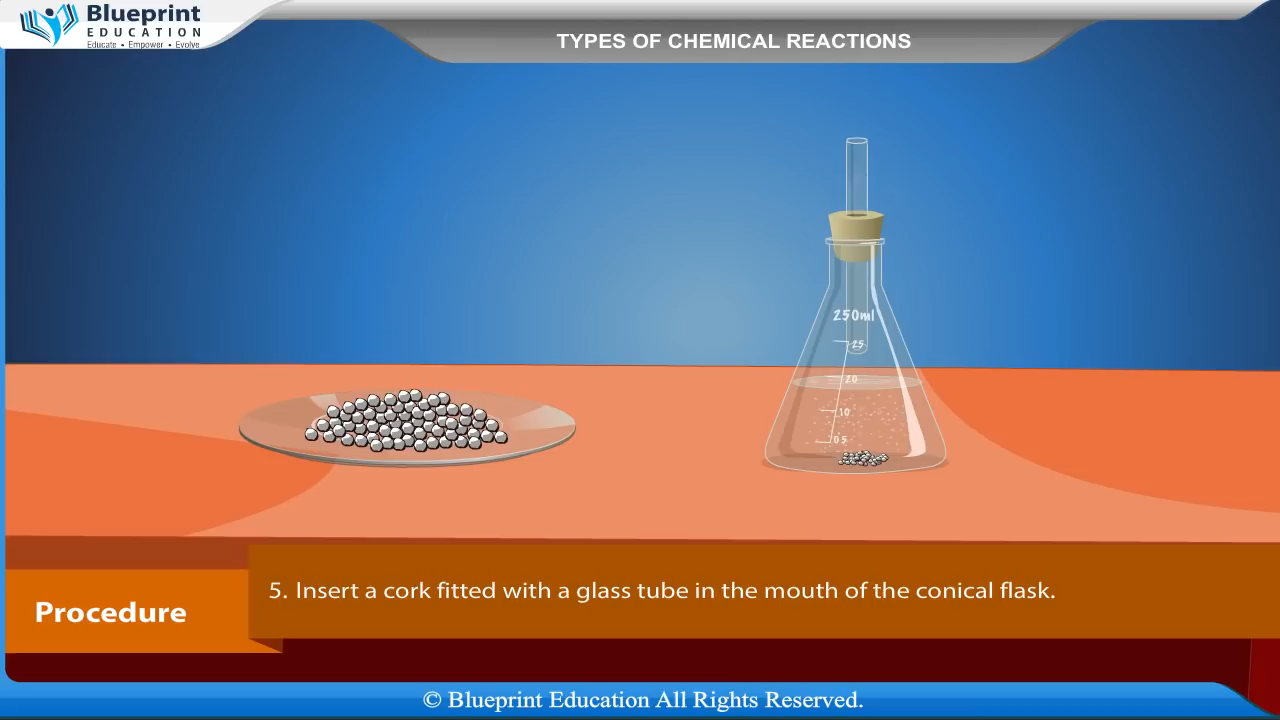 Blueprint
EDUCATION
Educate • Empower • Evolve
TYPES OF CHEMICAL REACTIONS
250ml
25
20
10
05
5. Insert a cork fitted with a glass tube in the mouth of the conical flask.
Procedure
© Blueprint Education All Rights Reserved.